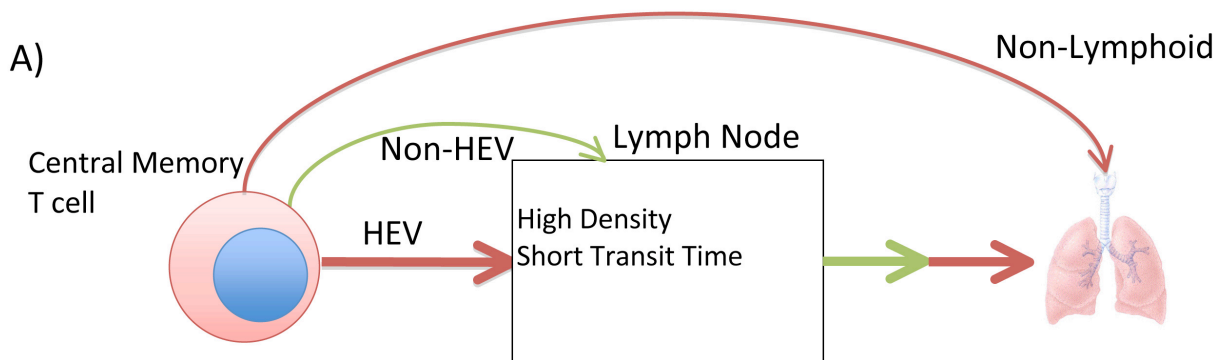 A)
Non-Lymphoid
Non-HEV
Lymph Node
Central Memory
T cell
HEV
High Density
Short Transit Time